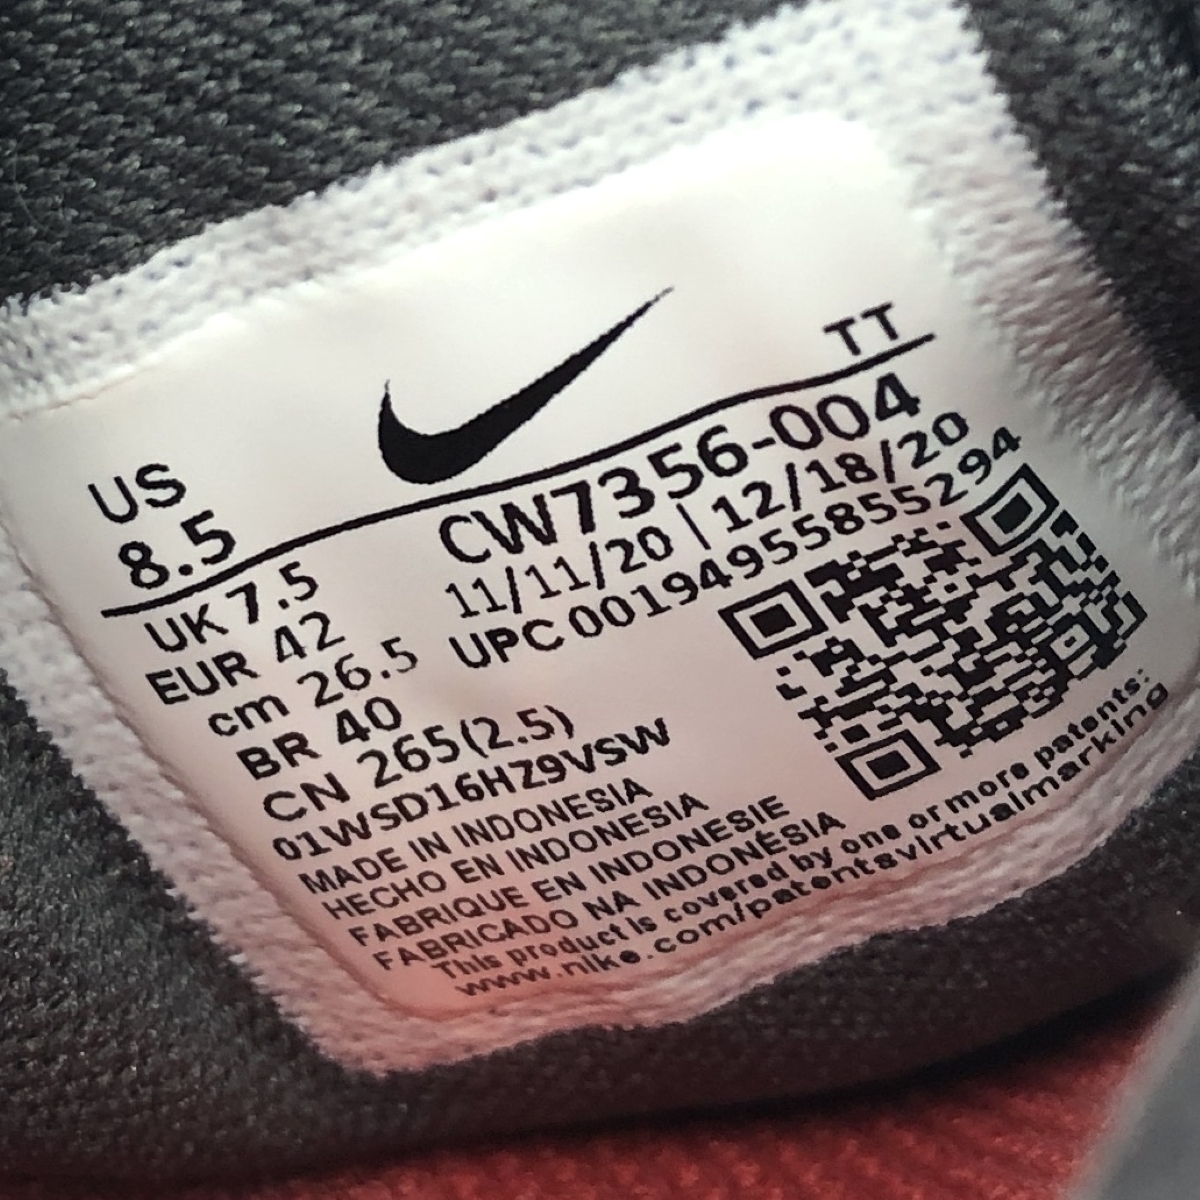 TT
US
8.5
CW7356-004
11/11/20 | 12/18/20
UPC 00194955855294
UK 7.5
EUR 42
cm 26.5
BR 40
CN 265(2.5)
01WSD16HZ9VSW
MADE IN INDONESIA
HECHO EN INDONESIA
FABRIQUE EN INDONESIE
FABRICADO NA INDONÉSIA
This product is covered by one or more patents:
www.nike.com/patentsvirtualmarking